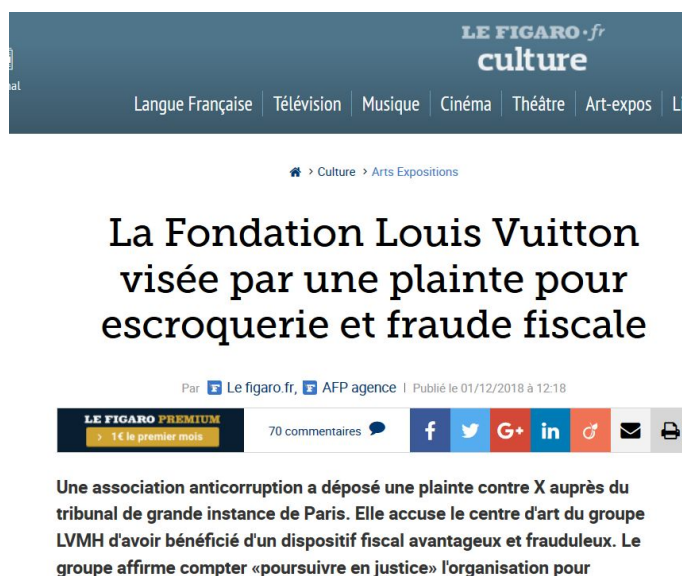 LE FIGARO·fr
culture
Langue Française Télévision Musique Cinéma Théâtre Art-expos
> Culture > Arts Expositions
La Fondation Louis Vuitton
visée par une plainte pour
escroquerie et fraude fiscale
Par Le figaro.fr, AFP agence | Publié le 01/12/2018 à 12:18
LE FIGARO PREMIUM
> 1€ le premier mois
70 commentaires
f G+ in
Une association anticorruption a déposé une plainte contre X auprès du
tribunal de grande instance de Paris. Elle accuse le centre d'art du groupe
LVMH d'avoir bénéficié d'un dispositif fiscal avantageux et frauduleux. Le
groupe affirme compter «poursuivre en justice» l'organisation pour